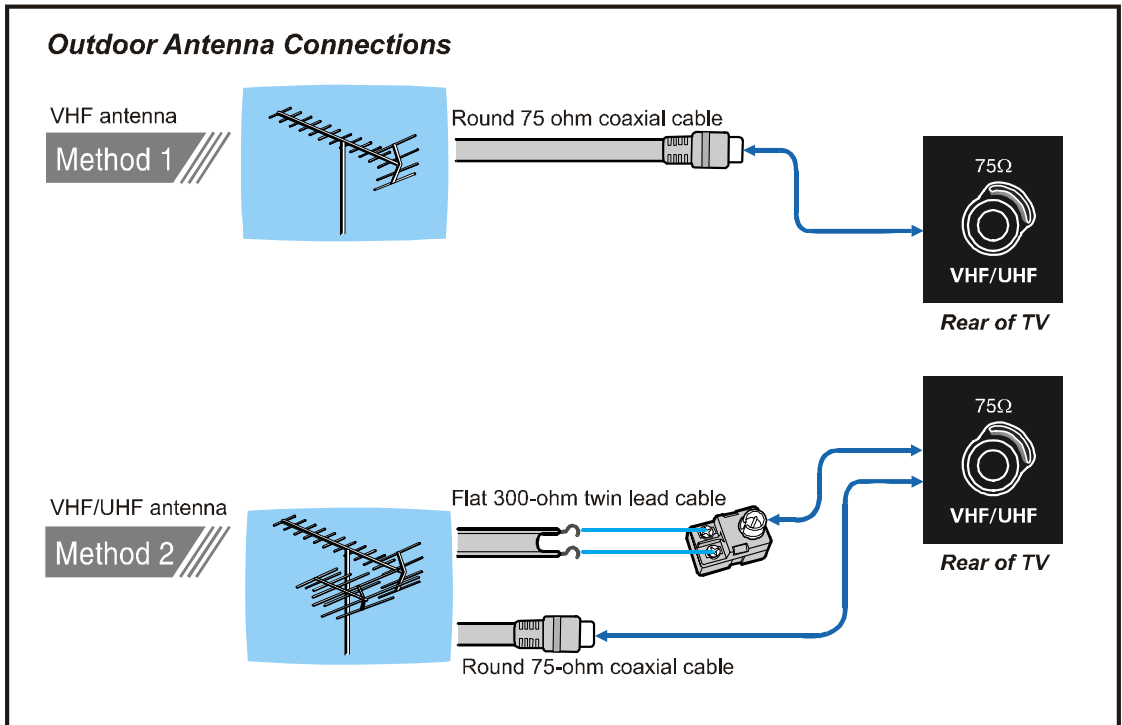 Outdoor Antenna Connections
VHF antenna
Method 1
Round 75 ohm coaxial cable
75Ω
VHF/UHF
Rear of TV
VHF/UHF antenna
Method 2
Flat 300-ohm twin lead cable
Round 75-ohm coaxial cable
75Ω
VHF/UHF
Rear of TV